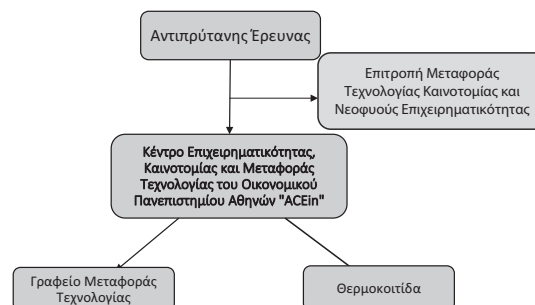 Αντιπρύτανης Έρευνας
Επιτροπή Μεταφοράς
Τεχνολογίας Καινοτομίας και
Νεοφυούς Επιχειρηματικότητας
Κέντρο Επιχειρηματικότητας,
Καινοτομίας και Μεταφοράς
Τεχνολογίας του Οικονομικού
Πανεπιστημίου Αθηνών "ACEin"
Γραφείο Μεταφοράς
Τεχνολογίας
Θερμοκοιτίδα